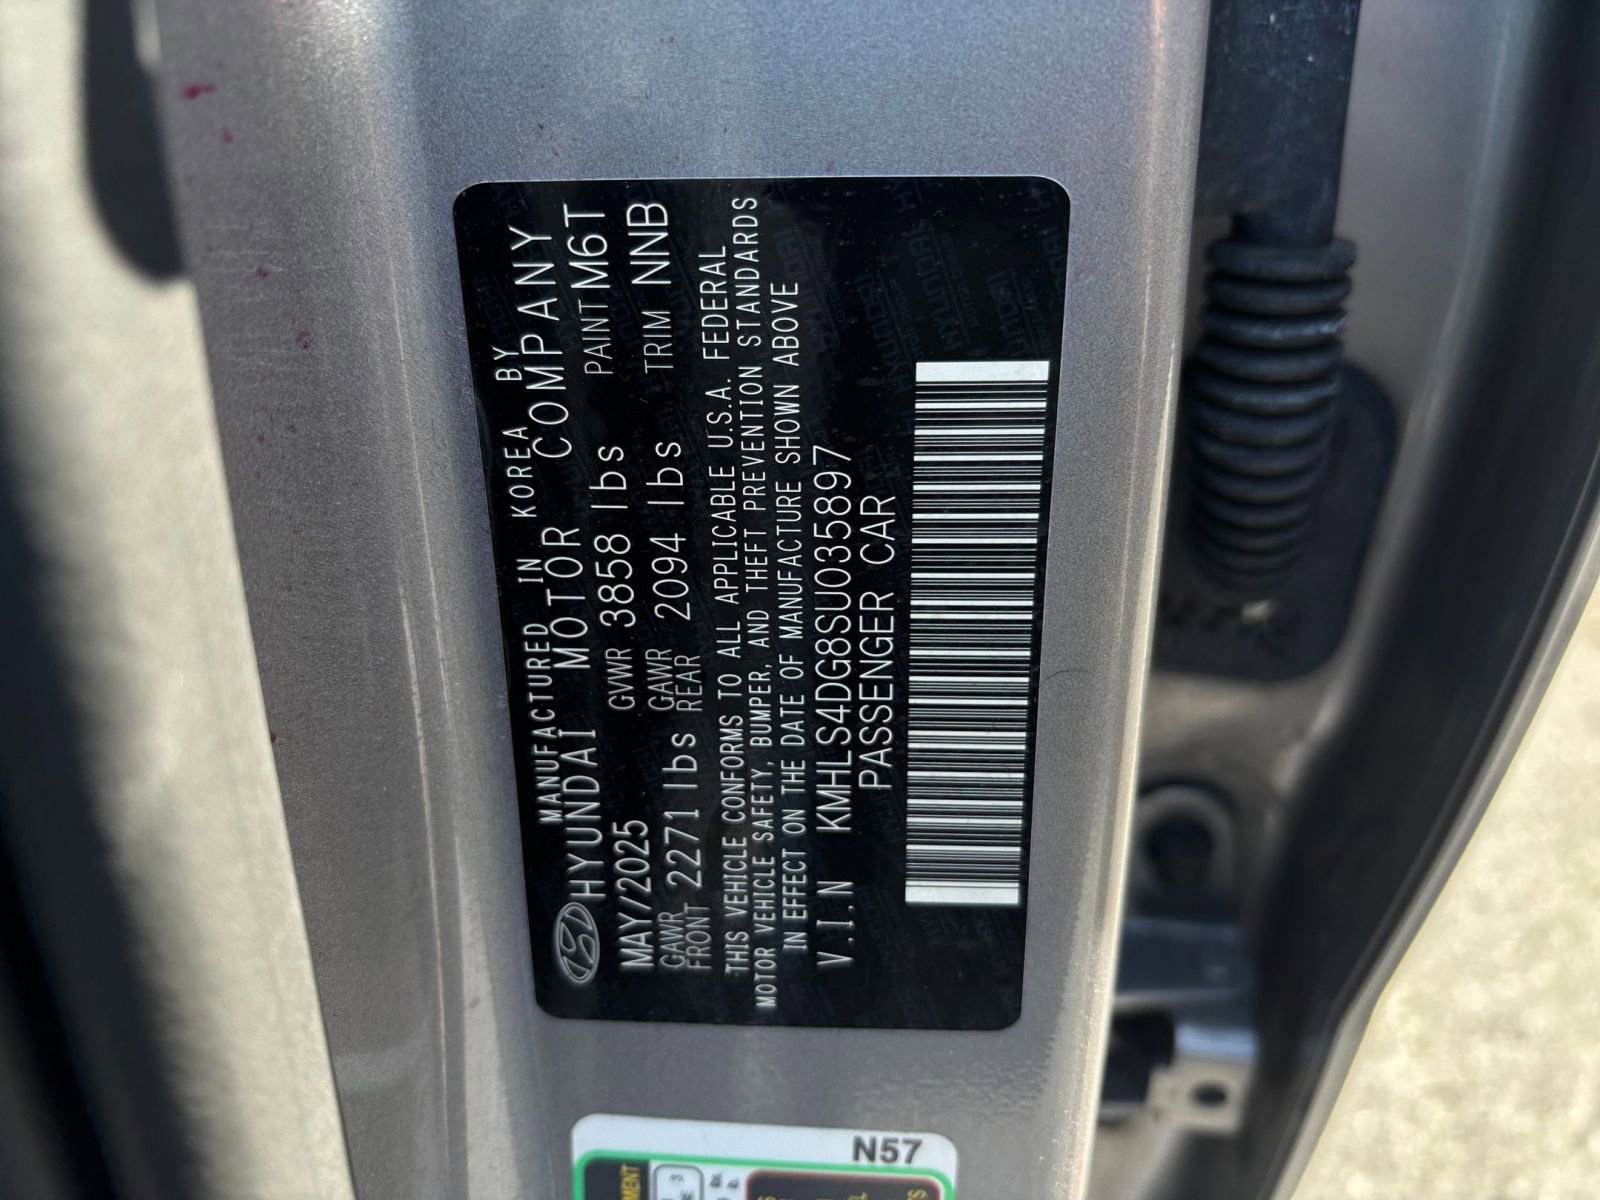 MANUFACTURED IN KOREA BY
HYUNDAI MOTOR COMPANY
MAY/2025 GVWR 3858 lbs PAINT M6T
GAWR FRONT 2271 lbs GAWR REAR 2094 lbs TRIM NNB
THIS VEHICLE CONFORMS TO ALL APPLICABLE U.S.A. FEDERAL
MOTOR VEHICLE SAFETY, BUMPER, AND THEFT PREVENTION STANDARDS
IN EFFECT ON THE DATE OF MANUFACTURE SHOWN ABOVE
V.I.N KMHLS4DG8SU035897
PASSENGER CAR
N57